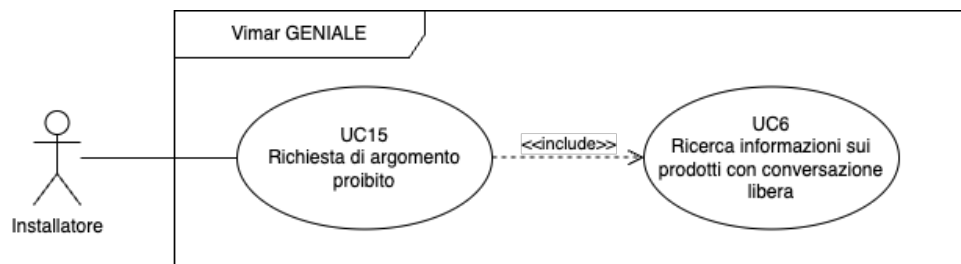 Vimar GENIALE
UC15
Richiesta di argomento
proibito
<<include>>
UC6
Ricerca informazioni sui
prodotti con conversazione
libera
Installatore